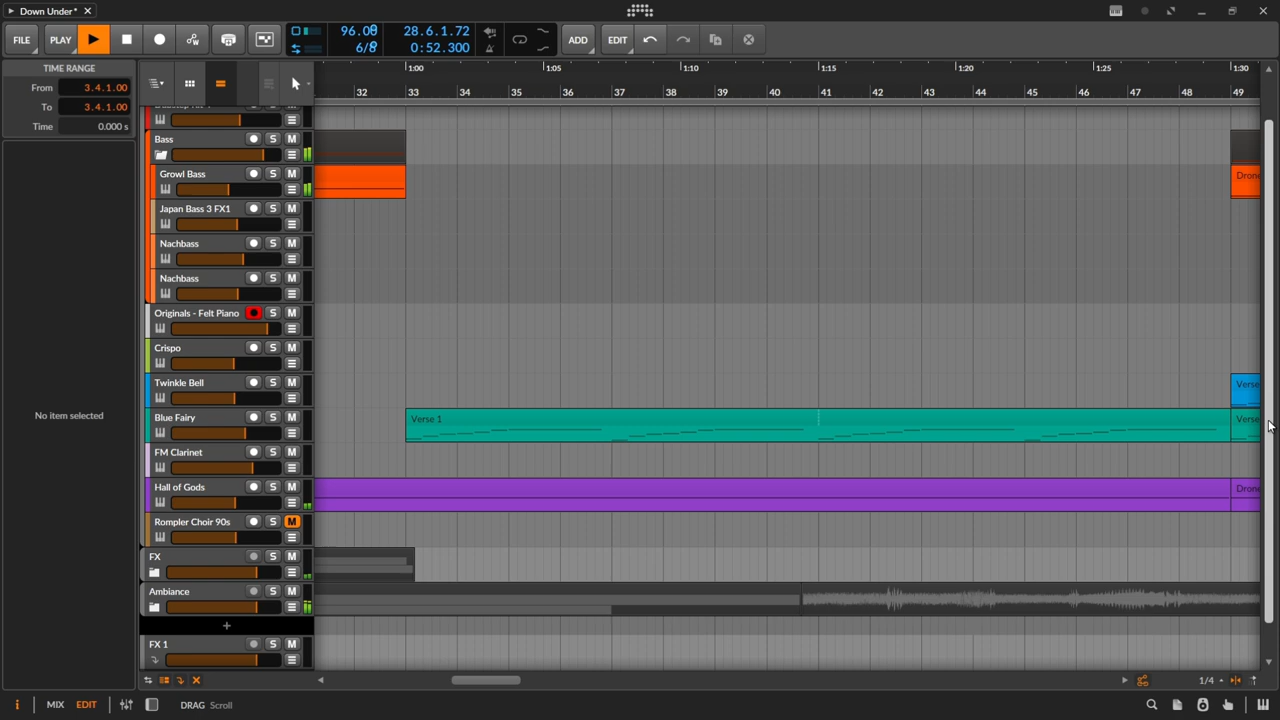 Down Under*
FILE PLAY 96.00 28.6.1.72 ADD EDIT
6/8 0:52.300
TIME RANGE
From 3.4.1.00
To 3.4.1.00
Time 0.000 s
No item selected
1:00 1:05 1:10 1:15 1:20 1:25 1:30
32 33 34 35 36 37 38 39 40 41 42 43 44 45 46 47 48 49
Bass S M
Growl Bass S M Drone
Japan Bass 3 FX1 S M
Nachbass S M
Nachbass S M
Originals - Felt Piano S M
Crispo S M
Twinkle Bell S M Verse
Blue Fairy S M Verse 1 Verse
FM Clarinet S M
Hall of Gods S M Drone
Rompler Choir 90s S M
FX S M
Ambiance S M
+
FX 1 S M
1/4
i MIX EDIT DRAG Scroll